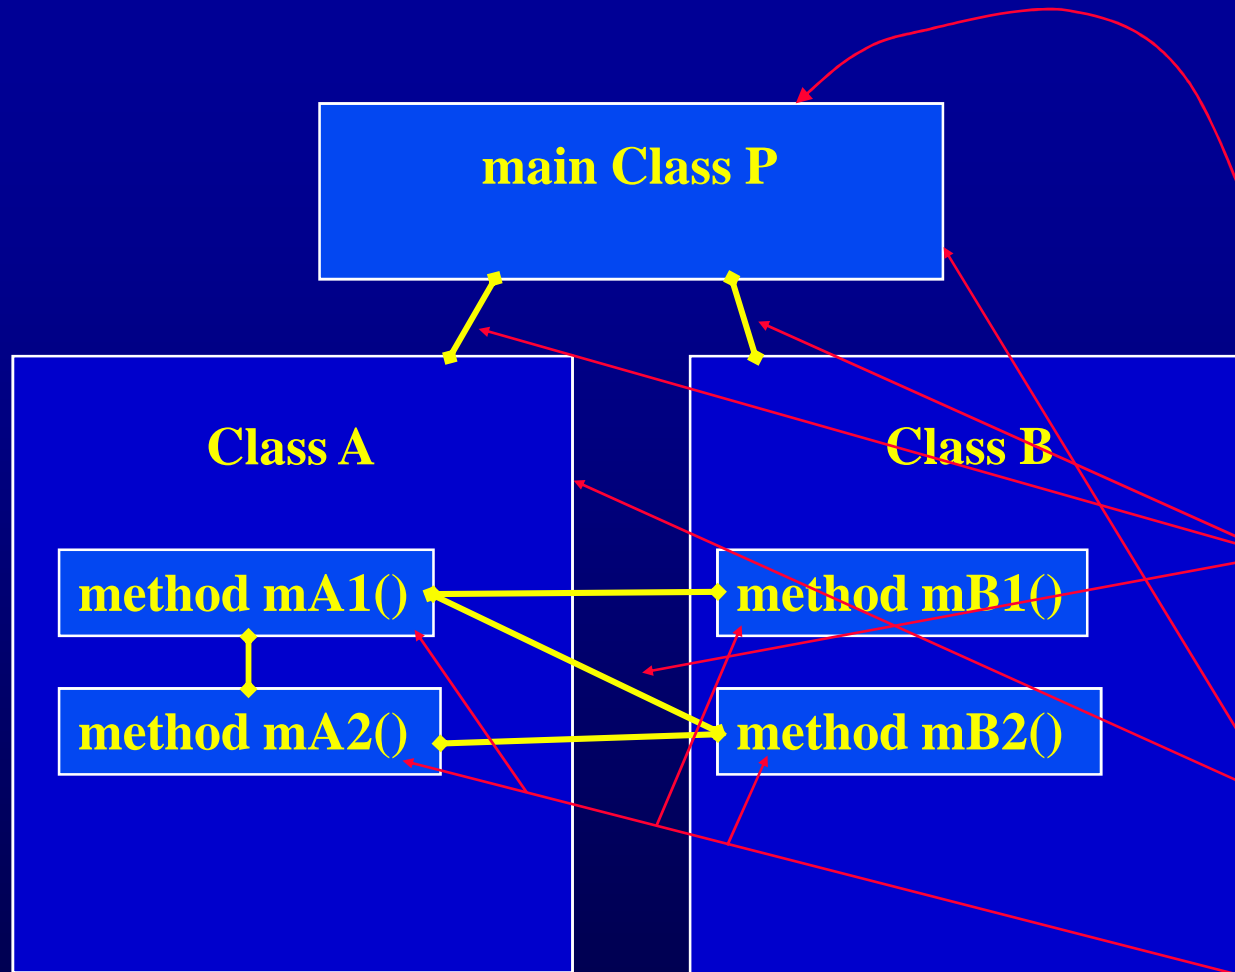 main Class P
Class A
Class B
method mA1()
method mB1()
method mA2()
method mB2()